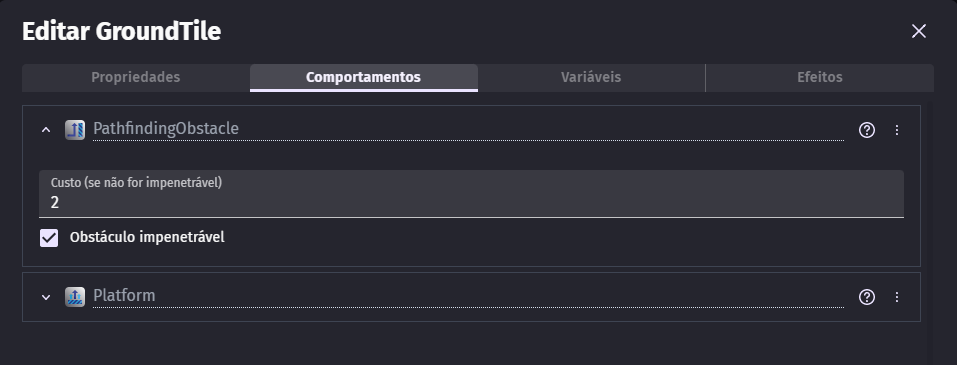 Editar GroundTile
Propriedades
Comportamentos
Variáveis
Efeitos
PathfindingObstacle
Custo (se não for impenetrável)
2
Obstáculo impenetrável
Platform